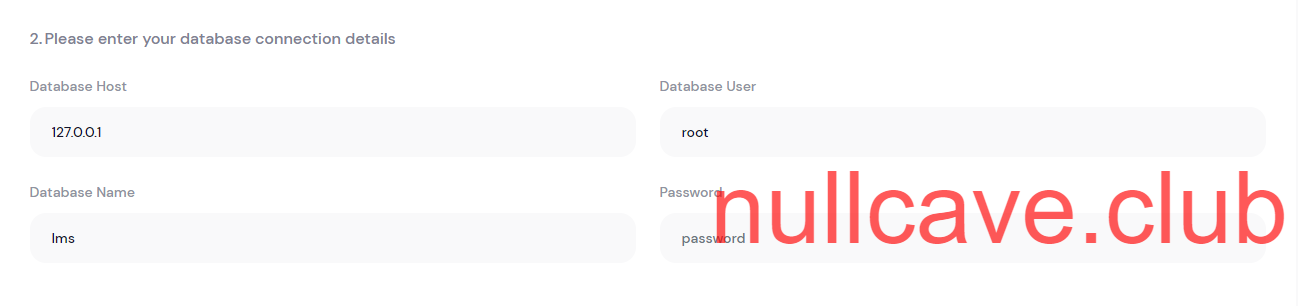 2. Please enter your database connection details
Database Host
Database User
127.0.0.1
root
Database Name
Password
lms
password
nullcave.club